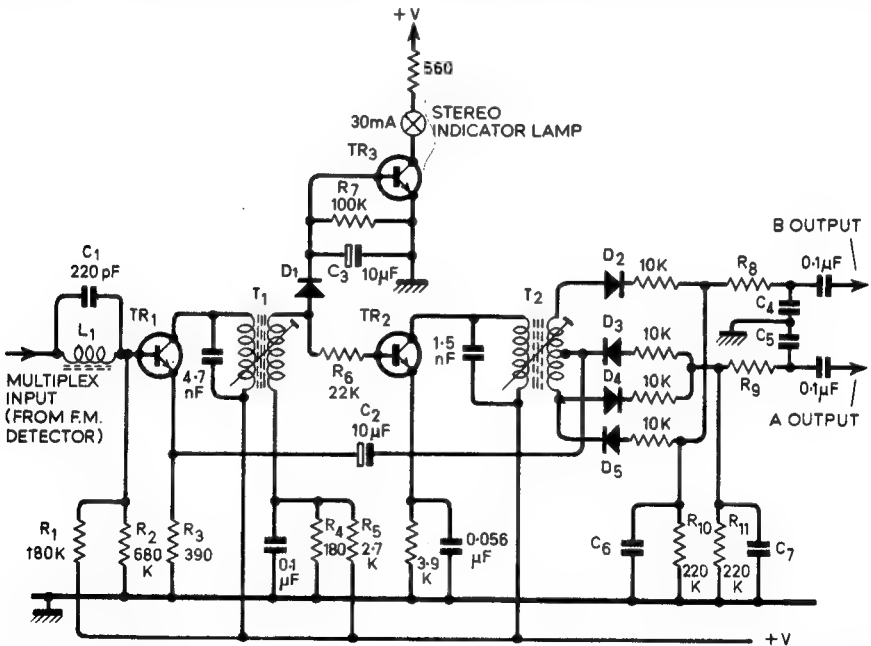 +V
560
30mA
STEREO
INDICATOR LAMP
TR3
R7
100K
C3
10µF
D1
C1
220 pF
L1
TR1
T1
4.7
nF
MULTIPLEX
INPUT
(FROM F.M.
DETECTOR)
R6
22K
TR2
1.5
nF
T2
C2
10µF
D2
10K
D3
10K
D4
10K
D5
10K
R8
R9
C4
C5
0.1µF
0.1µF
B OUTPUT
A OUTPUT
R1
180K
R2
680
K
R3
390
0.1
µF
R4
180
R5
2.7
K
3.9
K
0.056
µF
C6
R10
220
K
R11
220
K
C7
+V